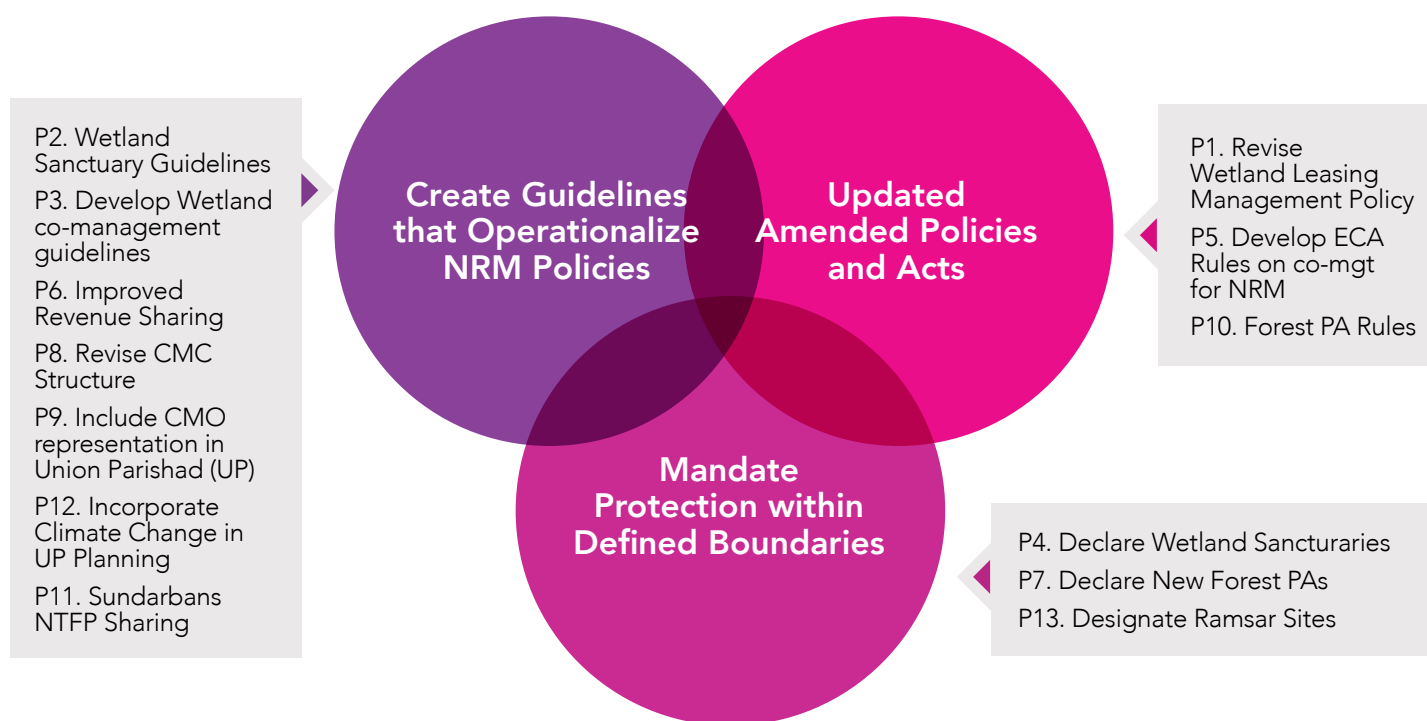 P2. Wetland
Sanctuary Guidelines
P3. Develop Wetland
co-management
guidelines
P6. Improved
Revenue Sharing
P8. Revise CMC
Structure
P9. Include CMO
representation in
Union Parishad (UP)
P12. Incorporate
Climate Change in
UP Planning
P11. Sundarbans
NTFP Sharing
Create Guidelines
that Operationalize
NRM Policies
Updated
Amended Policies
and Acts
Mandate
Protection within
Defined Boundaries
P1. Revise
Wetland Leasing
Management Policy
P5. Develop ECA
Rules on co-mgt
for NRM
P10. Forest PA Rules
P4. Declare Wetland Sancturaries
P7. Declare New Forest PAs
P13. Designate Ramsar Sites